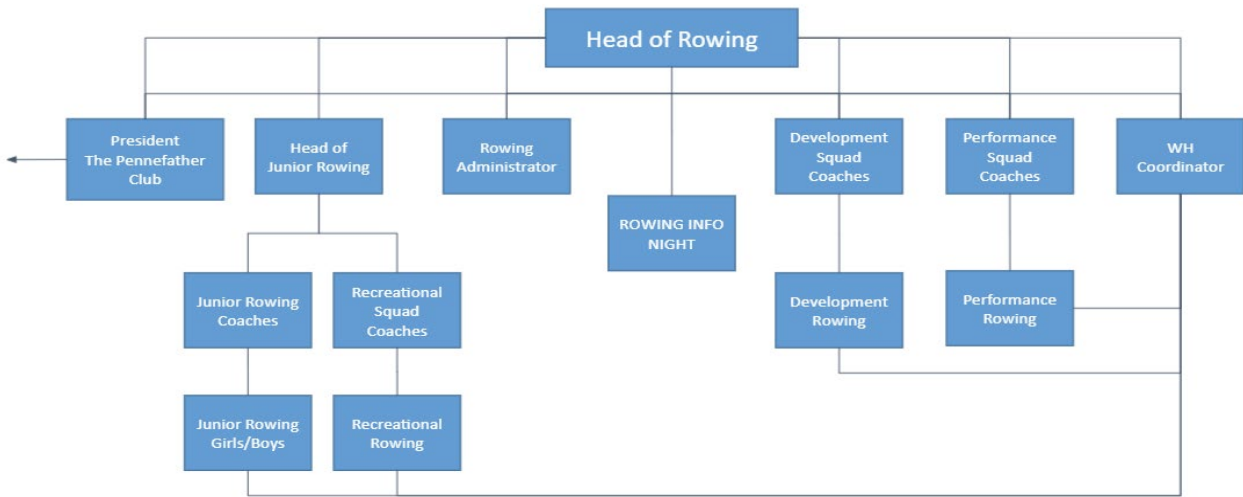 Head of Rowing
President
The Pennefather
Club
Head of
Junior Rowing
Rowing
Administrator
Development
Squad
Coaches
Performance
Squad
Coaches
WH
Coordinator
ROWING INFO
NIGHT
Junior Rowing
Coaches
Recreational
Squad
Coaches
Development
Rowing
Performance
Rowing
Junior Rowing
Girls/Boys
Recreational
Rowing